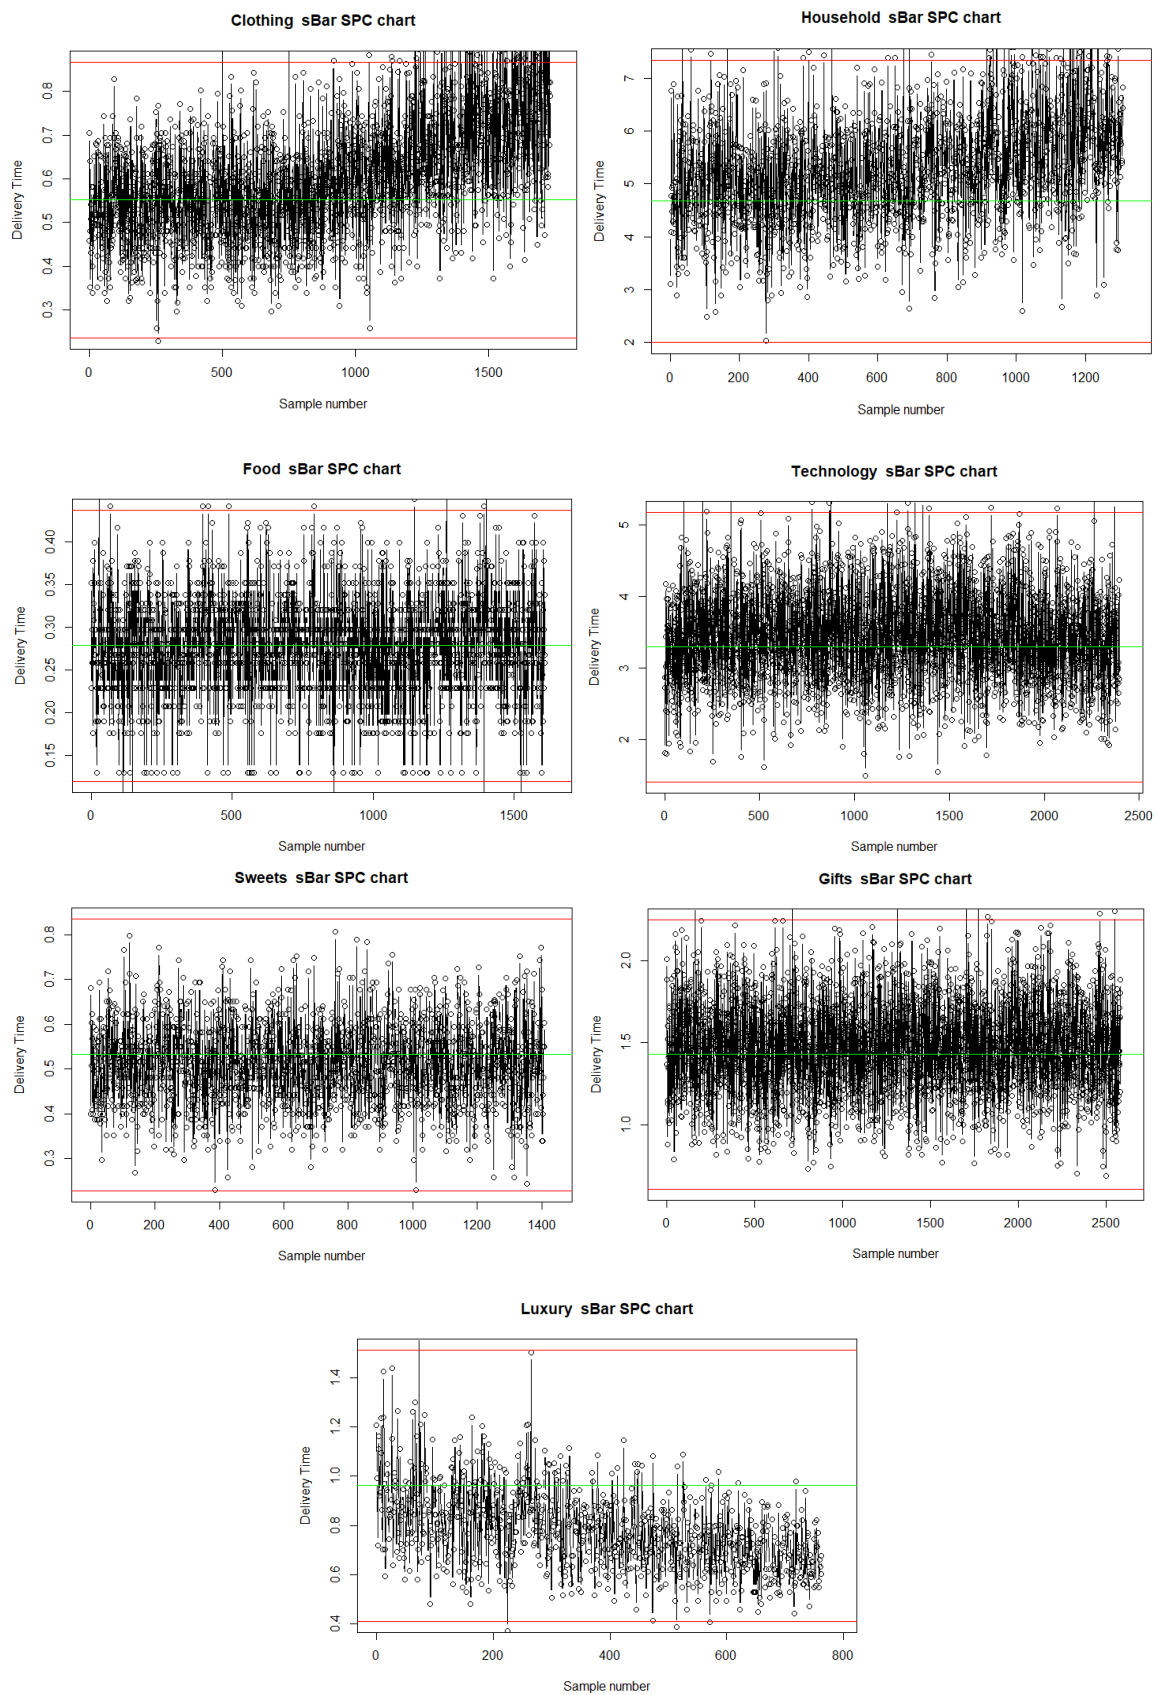 Clothing  sBar SPC chart
Delivery Time
0.3 0.4 0.5 0.6 0.7 0.8
0 500 1000 1500
Sample number
Household  sBar SPC chart
Delivery Time
2 3 4 5 6 7
0 200 400 600 800 1000 1200
Sample number
Food  sBar SPC chart
Delivery Time
0.15 0.20 0.25 0.30 0.35 0.40
0 500 1000 1500
Sample number
Technology  sBar SPC chart
Delivery Time
2 3 4 5
0 500 1000 1500 2000 2500
Sample number
Sweets  sBar SPC chart
Delivery Time
0.3 0.4 0.5 0.6 0.7 0.8
0 200 400 600 800 1000 1200 1400
Sample number
Gifts  sBar SPC chart
Delivery Time
1.0 1.5 2.0
0 500 1000 1500 2000 2500
Sample number
Luxury  sBar SPC chart
Delivery Time
0.4 0.6 0.8 1.0 1.2 1.4
0 200 400 600 800
Sample number